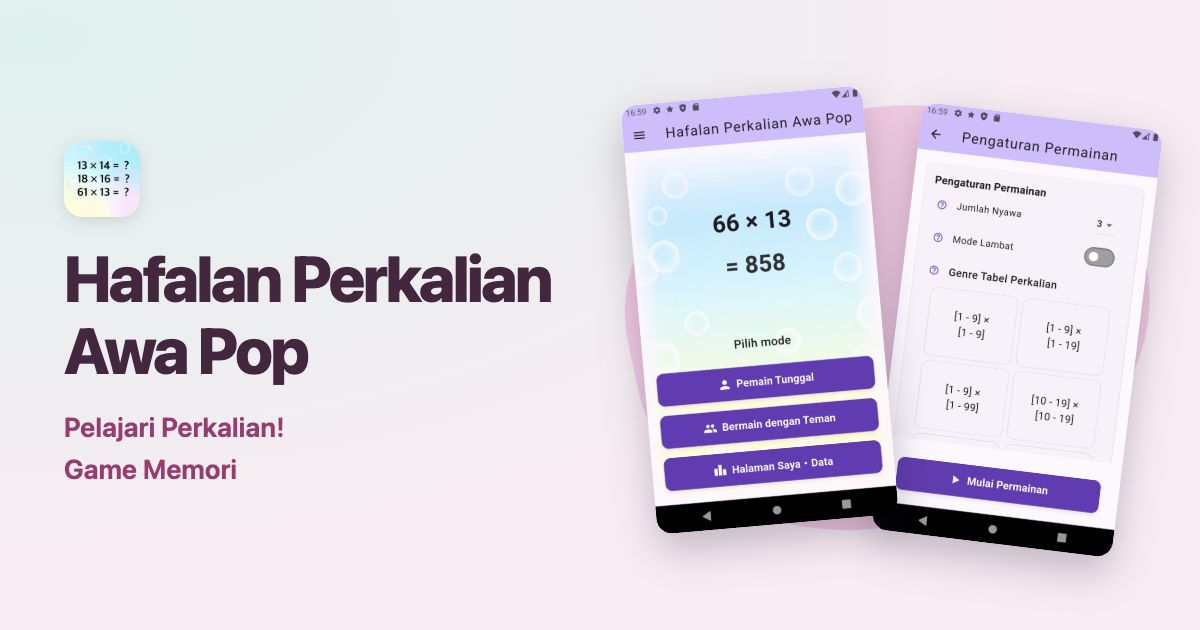 13 × 14 = ?
18 × 16 = ?
61 × 13 = ?
Hafalan Perkalian
Awa Pop
Pelajari Perkalian!
Game Memori
16:59
Hafalan Perkalian Awa Pop
66 × 13
= 858
Pilih mode
Pemain Tunggal
Bermain dengan Teman
Halaman Saya・Data
16:59
Pengaturan Permainan
Pengaturan Permainan
Jumlah Nyawa
3
Mode Lambat
Genre Tabel Perkalian
[1 - 9] ×
[1 - 9]
[1 - 9] ×
[1 - 19]
[1 - 9] ×
[1 - 99]
[10 - 19] ×
[10 - 19]
Mulai Permainan